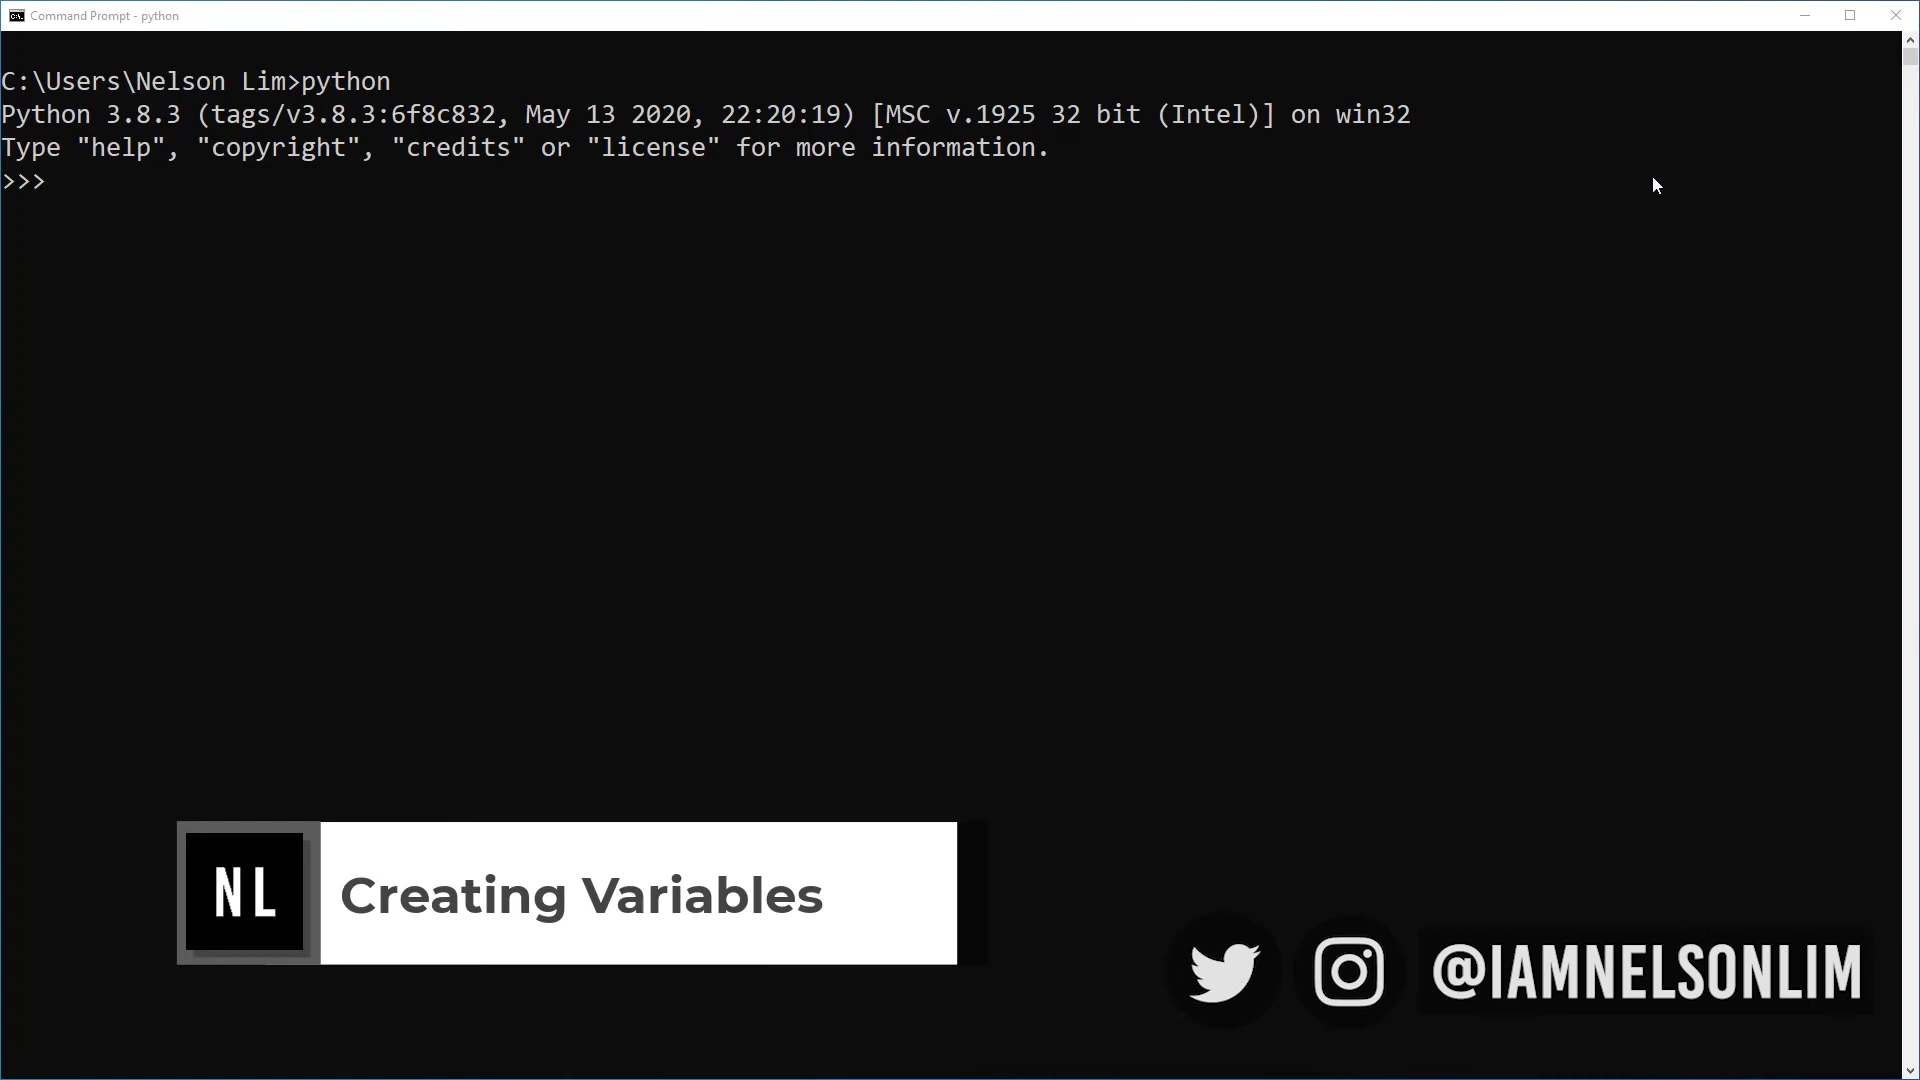 Command Prompt - python
C:\Users\Nelson Lim>python
Python 3.8.3 (tags/v3.8.3:6f8c832, May 13 2020, 22:20:19) [MSC v.1925 32 bit (Intel)] on win32
Type "help", "copyright", "credits" or "license" for more information.
>>>
NL
Creating Variables
@IAMNELSONLIM